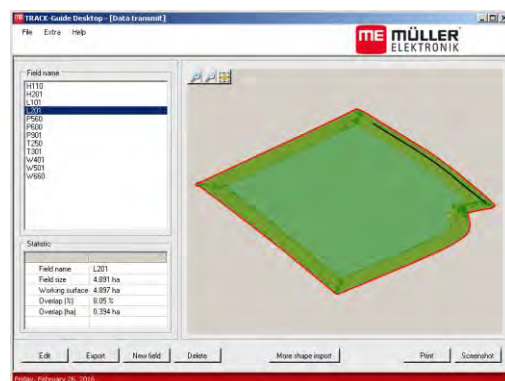 TRACK-Guide Desktop - [Data transmit]
File Extra Help
ME MÜLLER
ELEKTRONIK
Field name
H110
H201
L101
L201
P560
P600
P901
T250
T301
W401
W501
W660
Statistic
Field name L201
Field size 4.891 ha
Working surface 4.897 ha
Overlap (%) 8.05 %
Overlap (ha) 0.394 ha
Edit Export New field Delete More shape import Print Screenshot
Friday, February 26, 2016